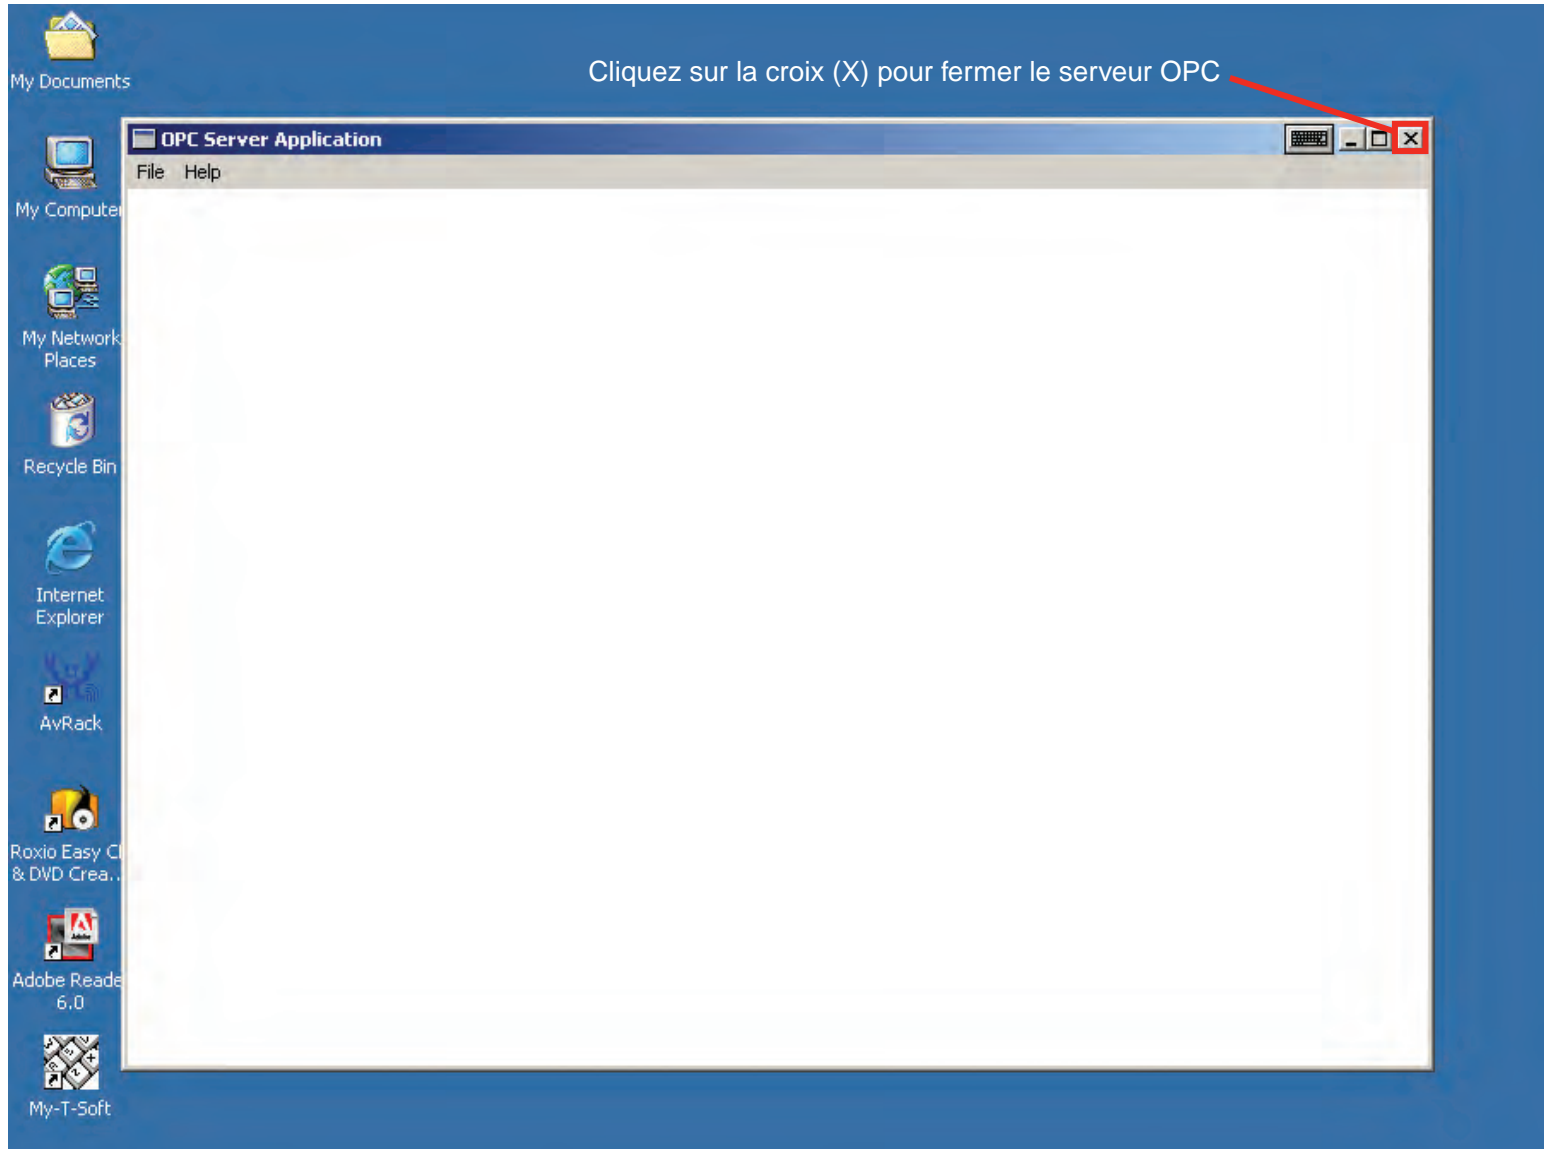 My Documents
Cliquez sur la croix (X) pour fermer le serveur OPC
OPC Server Application
File Help
My Computer
My Network
Places
Recycle Bin
Internet
Explorer
AvRack
Roxio Easy C
& DVD Crea..
Adobe Reade
6.0
My-T-Soft